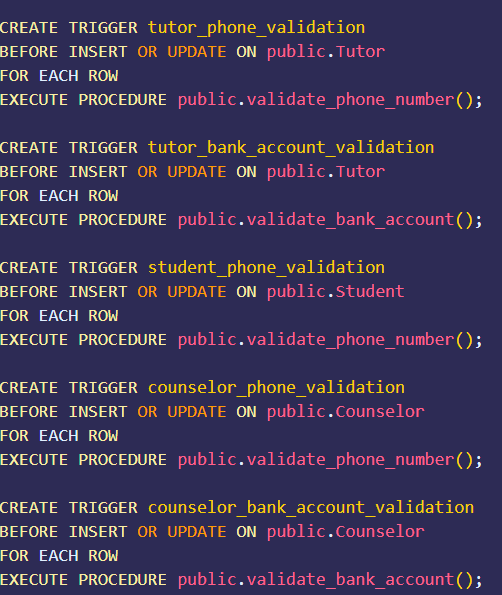 CREATE TRIGGER tutor_phone_validation
BEFORE INSERT OR UPDATE ON public.Tutor
FOR EACH ROW
EXECUTE PROCEDURE public.validate_phone_number();
CREATE TRIGGER tutor_bank_account_validation
BEFORE INSERT OR UPDATE ON public.Tutor
FOR EACH ROW
EXECUTE PROCEDURE public.validate_bank_account();
CREATE TRIGGER student_phone_validation
BEFORE INSERT OR UPDATE ON public.Student
FOR EACH ROW
EXECUTE PROCEDURE public.validate_phone_number();
CREATE TRIGGER counselor_phone_validation
BEFORE INSERT OR UPDATE ON public.Counselor
FOR EACH ROW
EXECUTE PROCEDURE public.validate_phone_number();
CREATE TRIGGER counselor_bank_account_validation
BEFORE INSERT OR UPDATE ON public.Counselor
FOR EACH ROW
EXECUTE PROCEDURE public.validate_bank_account();